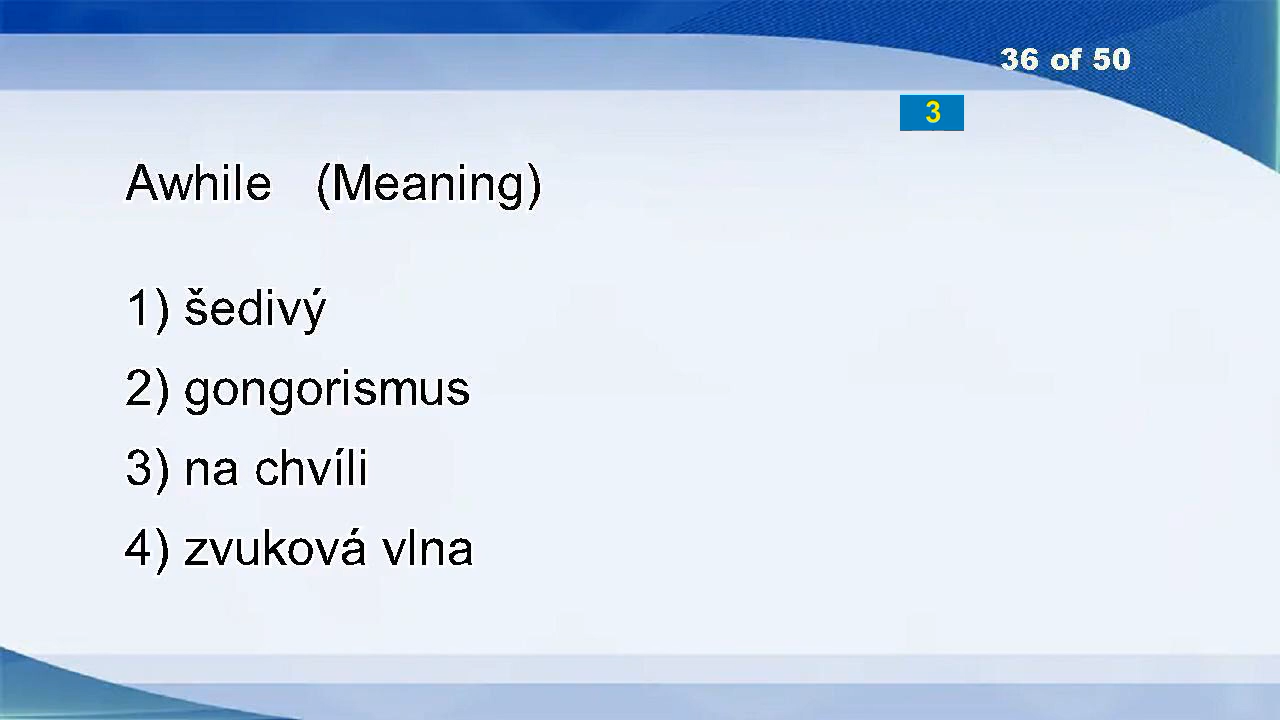 36 of 50
3
Awhile (Meaning)
1) šedivý
2) gongorismus
3) na chvíli
4) zvuková vlna